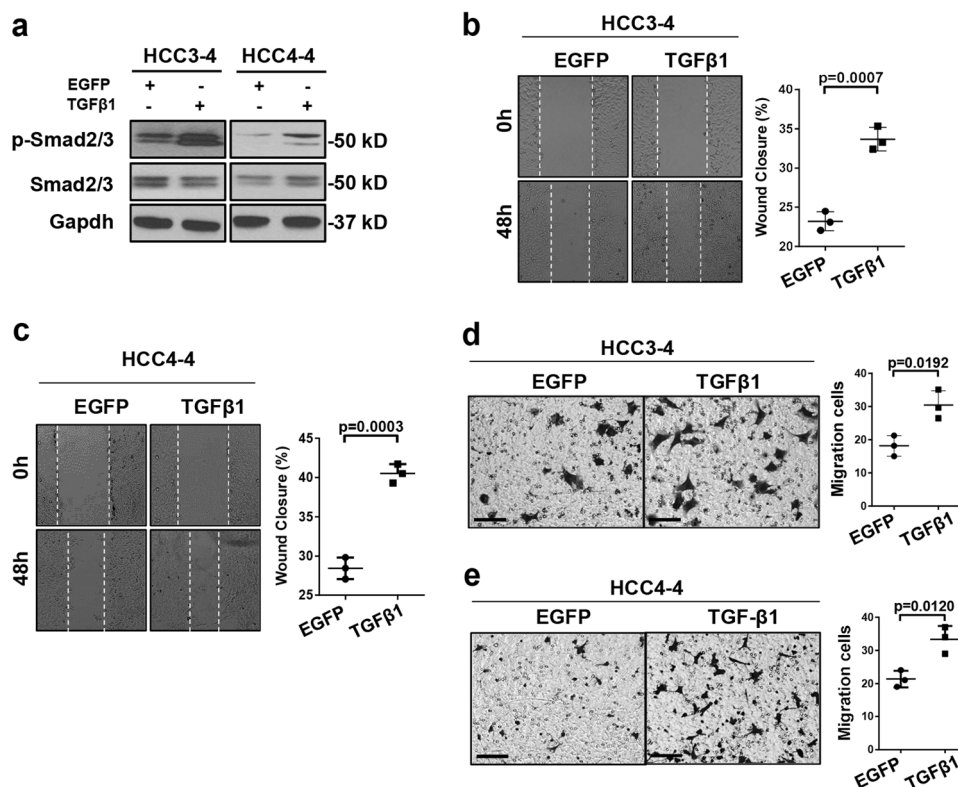 a
HCC3-4 HCC4-4
EGFP + - + -
TGFβ1 - + - +
p-Smad2/3 -50 kD
Smad2/3 -50 kD
Gapdh -37 kD
b
HCC3-4
EGFP TGFβ1
0h
48h
p=0.0007
Wound Closure (%)
40
35
30
25
20
EGFP TGFβ1
c
HCC4-4
EGFP TGFβ1
0h
48h
p=0.0003
Wound Closure (%)
45
40
35
30
25
EGFP TGFβ1
d
HCC3-4
EGFP TGFβ1
p=0.0192
Migration cells
40
30
20
10
0
EGFP TGFβ1
e
HCC4-4
EGFP TGF-β1
p=0.0120
Migration cells
40
30
20
10
0
EGFP TGFβ1